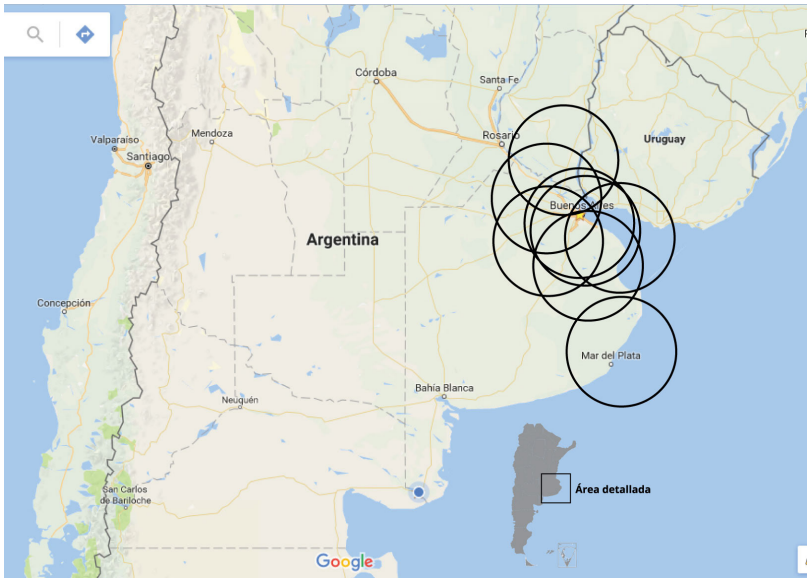 Córdoba
Santa Fe
Mendoza
Rosario
Valparaíso
Uruguay
Santiago
Buenos Aires
Argentina
Concepción
Mar del Plata
Bahía Blanca
Neuquén
San Carlos
de Bariloche
Área detallada
Google